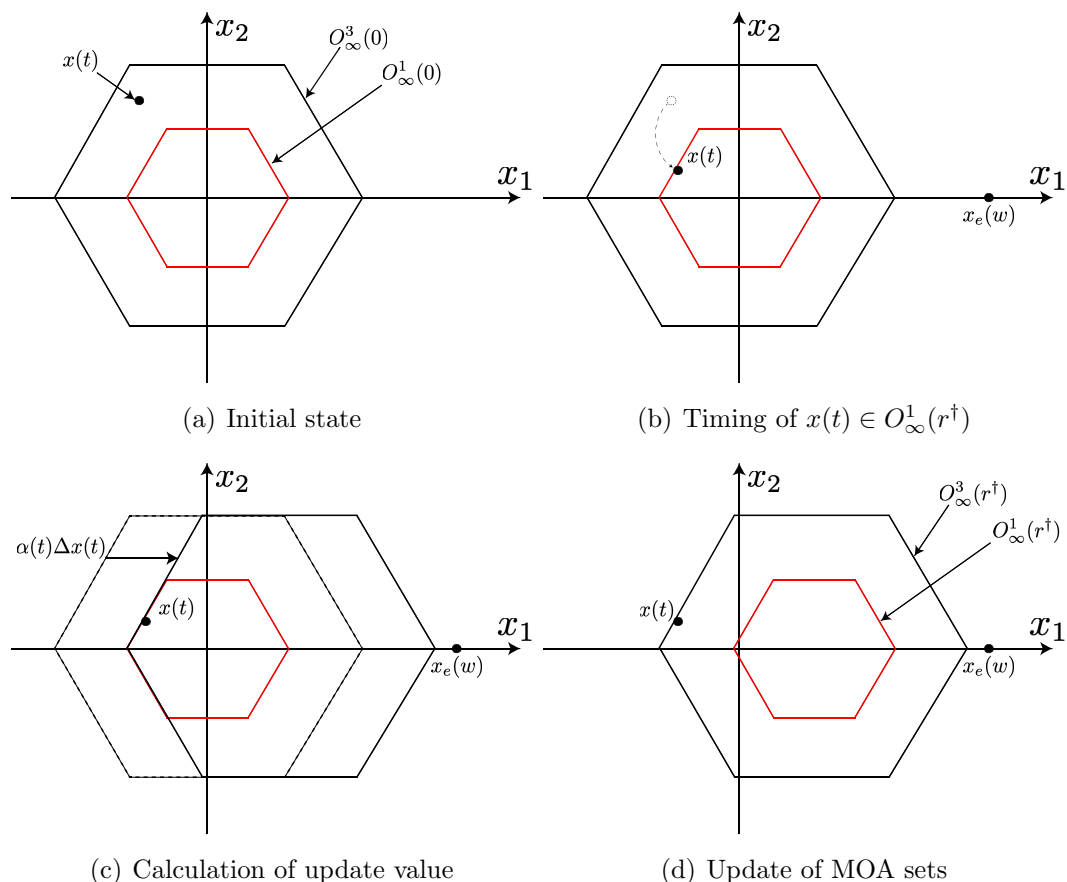 x₂
O³∞(0)
x(t)
O¹∞(0)
x₁
(a) Initial state
x₂
x(t)
x₁
xₑ(w)
(b) Timing of x(t) ∈ O¹∞(r†)
x₂
α(t)Δx(t)
x(t)
x₁
xₑ(w)
(c) Calculation of update value
x₂
O³∞(r†)
O¹∞(r†)
x(t)
x₁
xₑ(w)
(d) Update of MOA sets